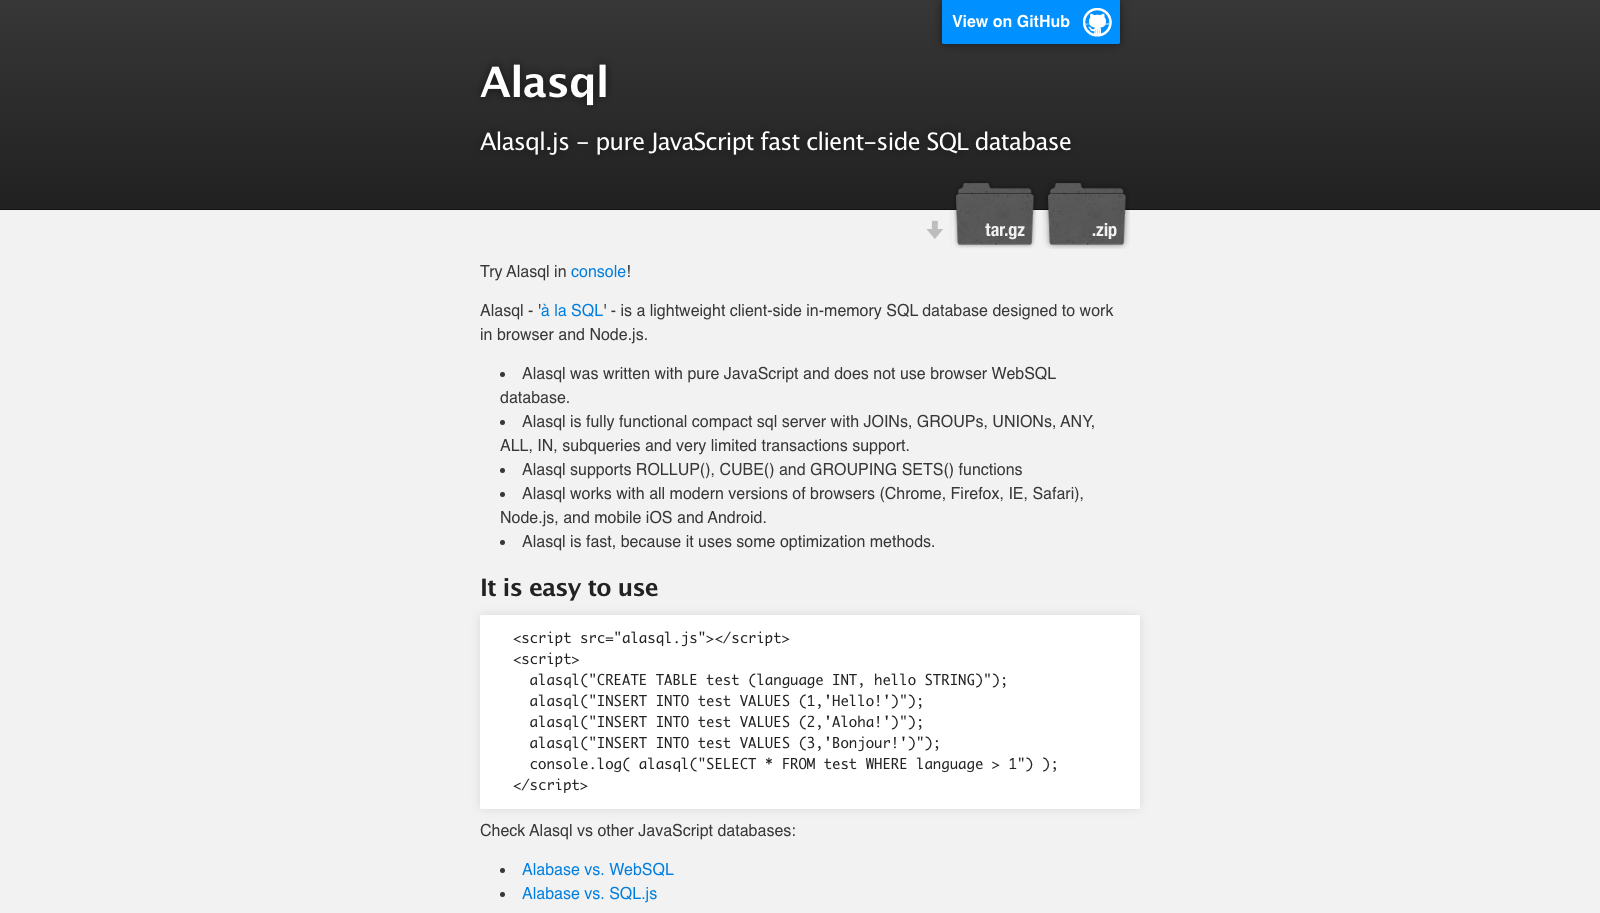 View on GitHub
Alasql
Alasql.js - pure JavaScript fast client-side SQL database
tar.gz
.zip
Try Alasql in console!
Alasql - 'à la SQL' - is a lightweight client-side in-memory SQL database designed to work
in browser and Node.js.
• Alasql was written with pure JavaScript and does not use browser WebSQL
database.
• Alasql is fully functional compact sql server with JOINs, GROUPs, UNIONs, ANY,
ALL, IN, subqueries and very limited transactions support.
• Alasql supports ROLLUP(), CUBE() and GROUPING SETS() functions
• Alasql works with all modern versions of browsers (Chrome, Firefox, IE, Safari),
Node.js, and mobile iOS and Android.
• Alasql is fast, because it uses some optimization methods.
It is easy to use
<script src="alasql.js"></script>
<script>
  alasql("CREATE TABLE test (language INT, hello STRING)");
  alasql("INSERT INTO test VALUES (1,'Hello!')");
  alasql("INSERT INTO test VALUES (2,'Aloha!')");
  alasql("INSERT INTO test VALUES (3,'Bonjour!')");
  console.log( alasql("SELECT * FROM test WHERE language > 1") );
</script>
Check Alasql vs other JavaScript databases:
• Alabase vs. WebSQL
• Alabase vs. SQL.js